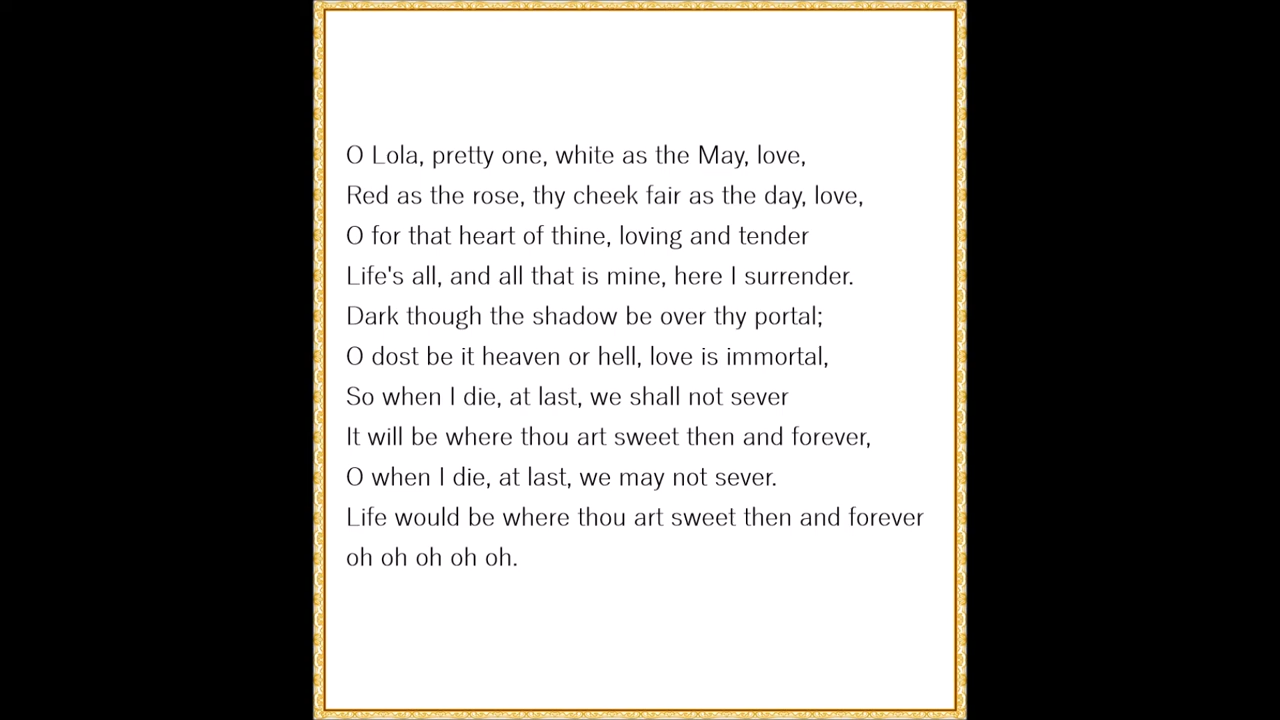 O Lola, pretty one, white as the May, love,
Red as the rose, thy cheek fair as the day, love,
O for that heart of thine, loving and tender
Life's all, and all that is mine, here I surrender.
Dark though the shadow be over thy portal;
O dost be it heaven or hell, love is immortal,
So when I die, at last, we shall not sever
It will be where thou art sweet then and forever,
O when I die, at last, we may not sever.
Life would be where thou art sweet then and forever
oh oh oh oh oh.